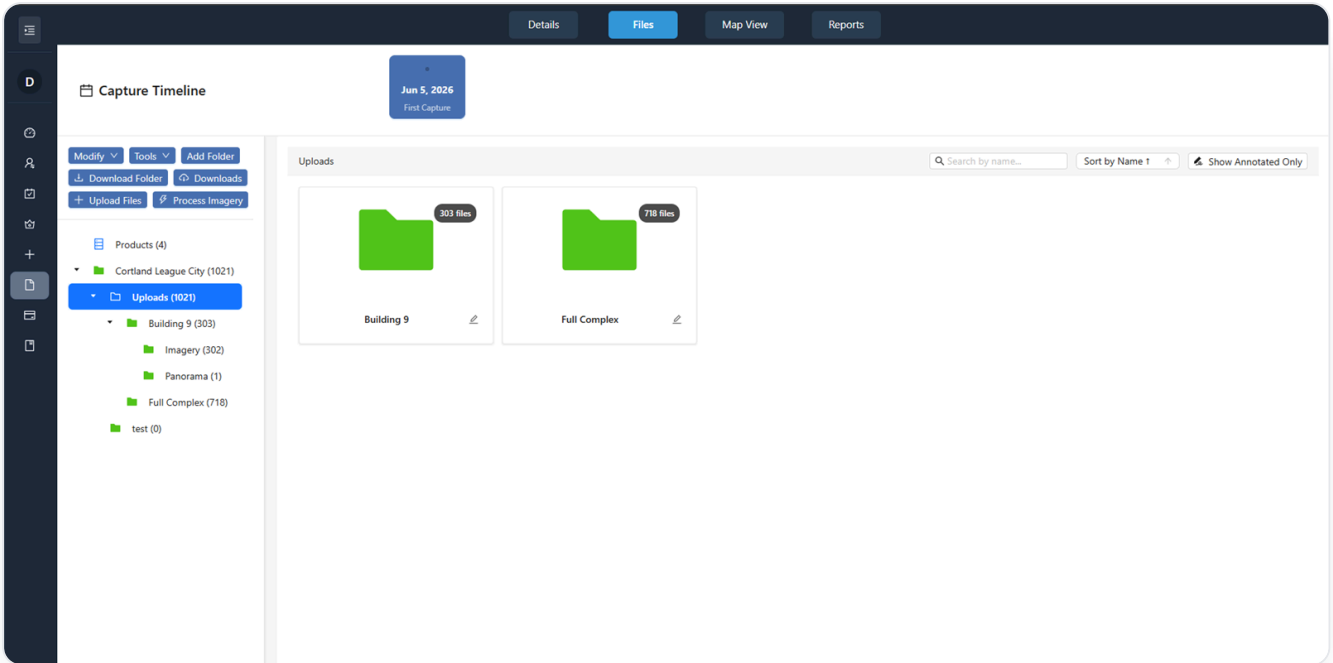 Details Files Map View Reports
D
Capture Timeline
Jun 5, 2026
First Capture
Modify Tools Add Folder
Download Folder Downloads
Upload Files Process Imagery
Products (4)
Cortland League City (1021)
Uploads (1021)
Building 9 (303)
Imagery (302)
Panorama (1)
Full Complex (718)
test (0)
Uploads
Search by name...
Sort by Name ↑
Show Annotated Only
303 files
Building 9
718 files
Full Complex